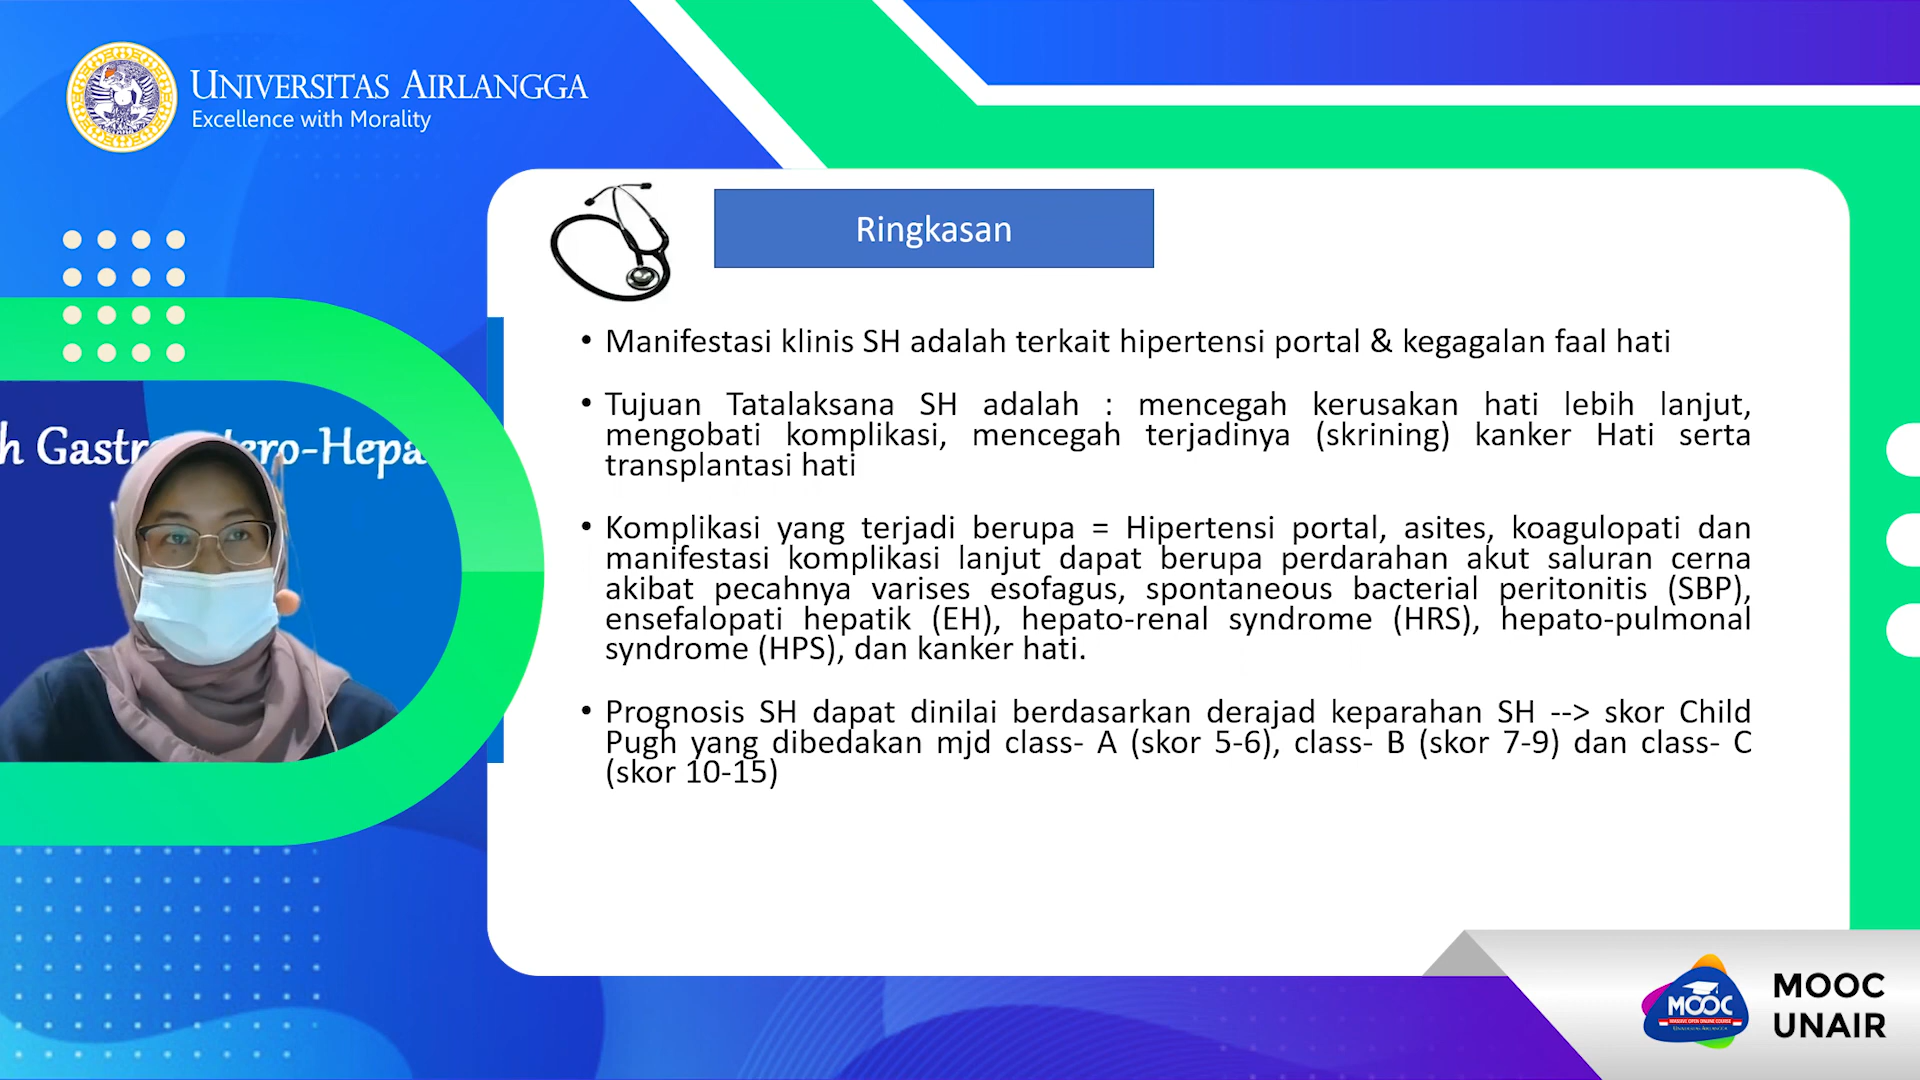 UNIVERSITAS AIRLANGGA
Excellence with Morality
Ringkasan
• Manifestasi klinis SH adalah terkait hipertensi portal & kegagalan faal hati
• Tujuan Tatalaksana SH adalah : mencegah kerusakan hati lebih lanjut,
mengobati komplikasi, mencegah terjadinya (skrining) kanker Hati serta
transplantasi hati
• Komplikasi yang terjadi berupa = Hipertensi portal, asites, koagulopati dan
manifestasi komplikasi lanjut dapat berupa perdarahan akut saluran cerna
akibat pecahnya varises esofagus, spontaneous bacterial peritonitis (SBP),
ensefalopati hepatik (EH), hepato-renal syndrome (HRS), hepato-pulmonal
syndrome (HPS), dan kanker hati.
• Prognosis SH dapat dinilai berdasarkan derajad keparahan SH --> skor Child
Pugh yang dibedakan mjd class- A (skor 5-6), class- B (skor 7-9) dan class- C
(skor 10-15)
MOOC
UNIVERSITAS AIRLANGGA
MOOC
UNAIR